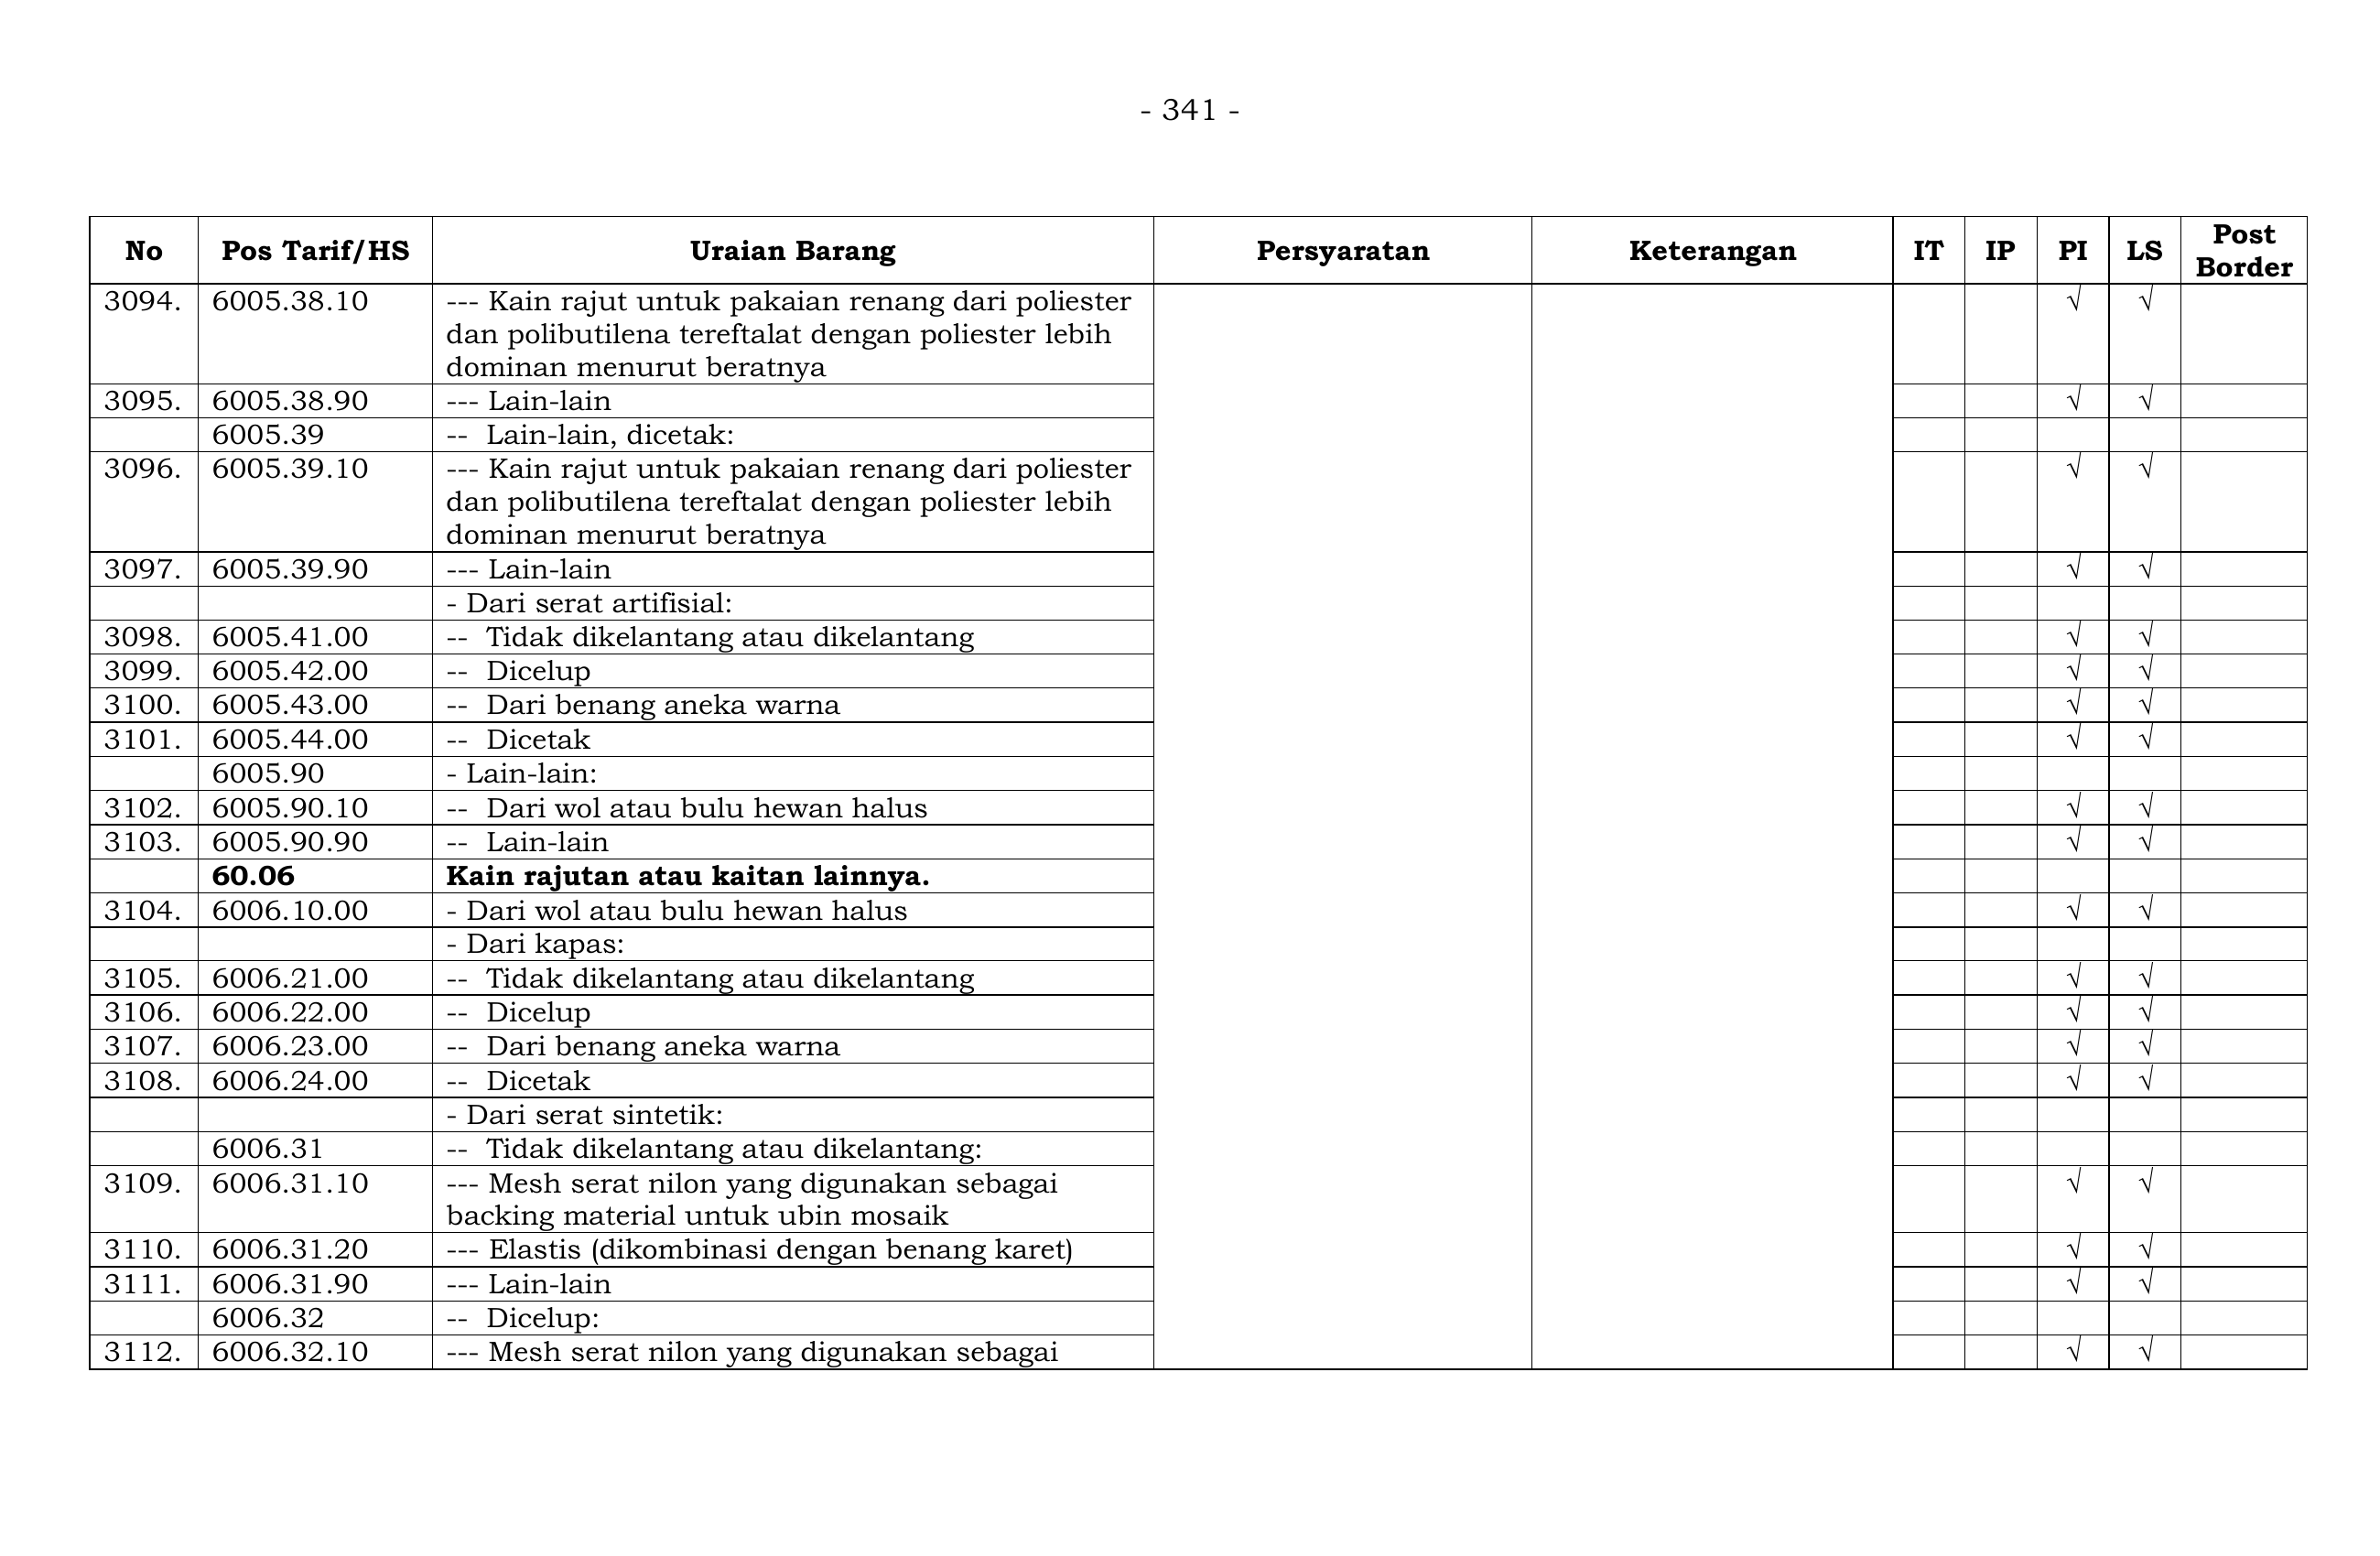 - 341 -
No Pos Tarif/HS Uraian Barang Persyaratan Keterangan IT IP PI LS Post Border
3094. 6005.38.10 --- Kain rajut untuk pakaian renang dari poliester √ √
dan polibutilena tereftalat dengan poliester lebih
dominan menurut beratnya
3095. 6005.38.90 --- Lain-lain √ √
6005.39 -- Lain-lain, dicetak:
3096. 6005.39.10 --- Kain rajut untuk pakaian renang dari poliester √ √
dan polibutilena tereftalat dengan poliester lebih
dominan menurut beratnya
3097. 6005.39.90 --- Lain-lain √ √
- Dari serat artifisial:
3098. 6005.41.00 -- Tidak dikelantang atau dikelantang √ √
3099. 6005.42.00 -- Dicelup √ √
3100. 6005.43.00 -- Dari benang aneka warna √ √
3101. 6005.44.00 -- Dicetak √ √
6005.90 - Lain-lain:
3102. 6005.90.10 -- Dari wol atau bulu hewan halus √ √
3103. 6005.90.90 -- Lain-lain √ √
60.06 Kain rajutan atau kaitan lainnya.
3104. 6006.10.00 - Dari wol atau bulu hewan halus √ √
- Dari kapas:
3105. 6006.21.00 -- Tidak dikelantang atau dikelantang √ √
3106. 6006.22.00 -- Dicelup √ √
3107. 6006.23.00 -- Dari benang aneka warna √ √
3108. 6006.24.00 -- Dicetak √ √
- Dari serat sintetik:
6006.31 -- Tidak dikelantang atau dikelantang:
3109. 6006.31.10 --- Mesh serat nilon yang digunakan sebagai √ √
backing material untuk ubin mosaik
3110. 6006.31.20 --- Elastis (dikombinasi dengan benang karet) √ √
3111. 6006.31.90 --- Lain-lain √ √
6006.32 -- Dicelup:
3112. 6006.32.10 --- Mesh serat nilon yang digunakan sebagai √ √